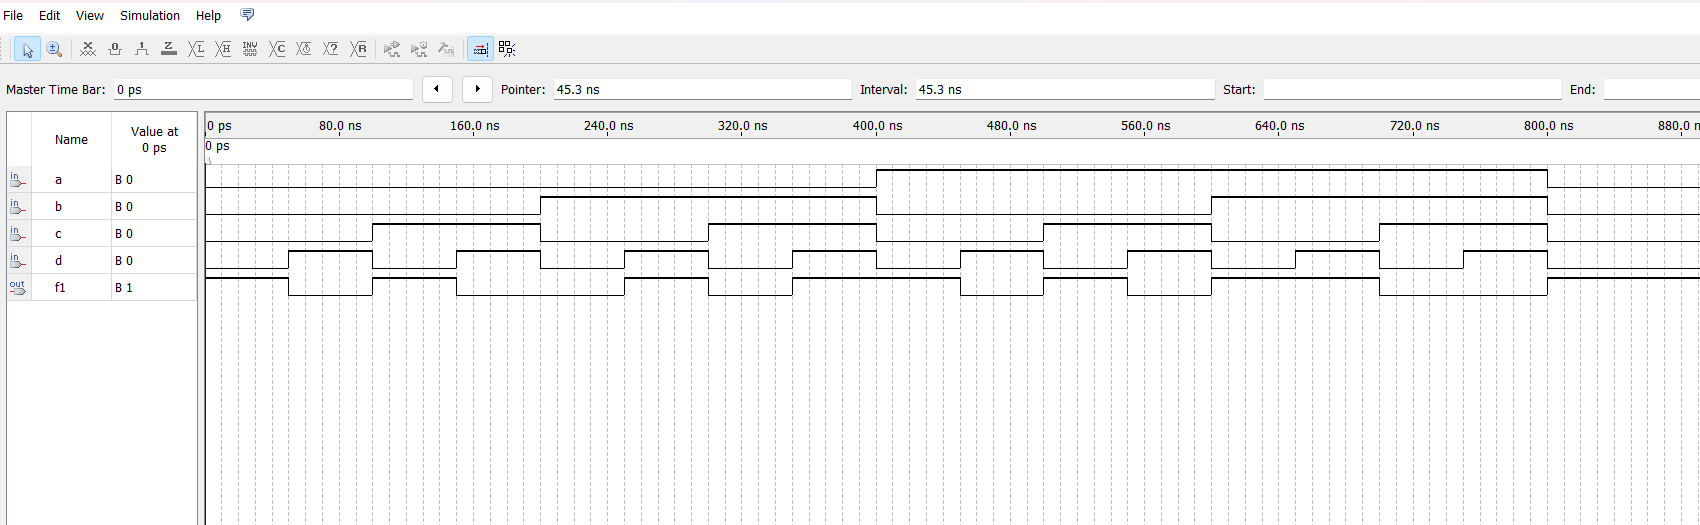 File Edit View Simulation Help
Master Time Bar: 0 ps Pointer: 45.3 ns Interval: 45.3 ns Start: End:
Name Value at 0 ps
0 ps 80.0 ns 160.0 ns 240.0 ns 320.0 ns 400.0 ns 480.0 ns 560.0 ns 640.0 ns 720.0 ns 800.0 ns 880.0 n
0 ps
in a B 0
in b B 0
in c B 0
in d B 0
out f1 B 1